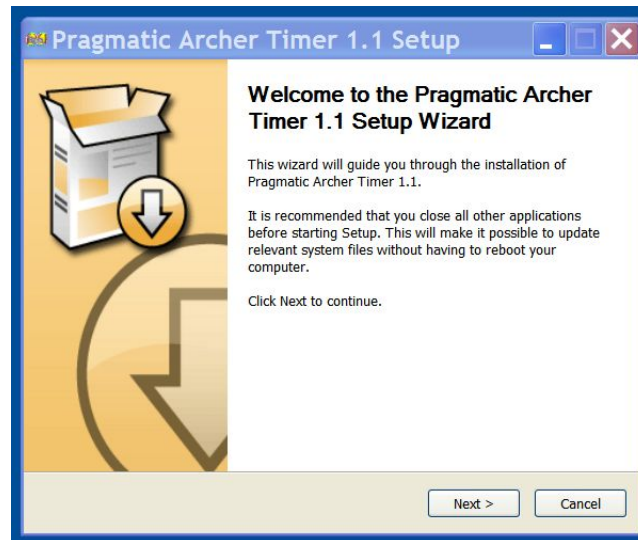 Pragmatic Archer Timer 1.1 Setup
Welcome to the Pragmatic Archer
Timer 1.1 Setup Wizard
This wizard will guide you through the installation of
Pragmatic Archer Timer 1.1.
It is recommended that you close all other applications
before starting Setup. This will make it possible to update
relevant system files without having to reboot your
computer.
Click Next to continue.
Next >
Cancel